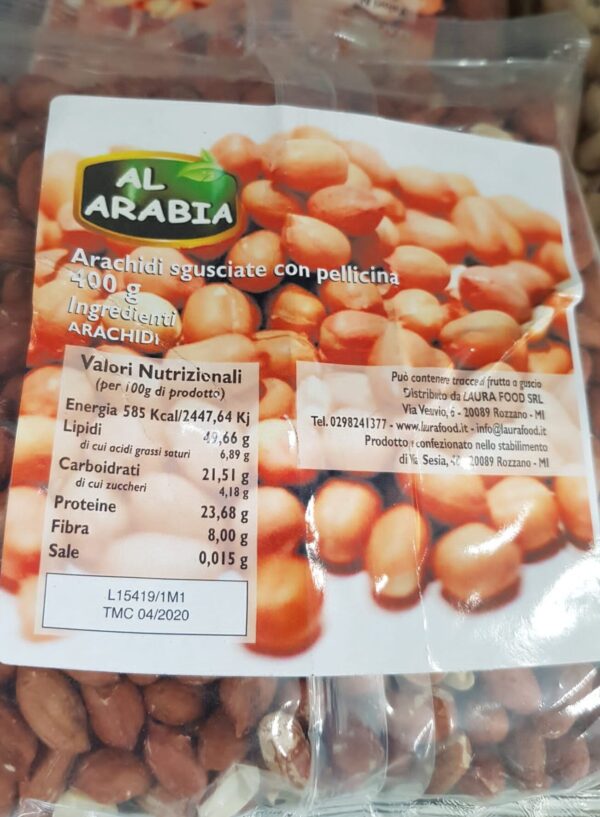 AL
ARABIA
Arachidi sgusciate con pellicina
400 g
Ingredienti
ARACHIDI
Valori Nutrizionali
(per 100g di prodotto)
Energia 585 Kcal/2447,64 Kj
Lipidi 49,66 g
di cui acidi grassi saturi 6,89 g
Carboidrati 21,51 g
di cui zuccheri 4,18 g
Proteine 23,68 g
Fibra 8,00 g
Sale 0,015 g
L15419/1M1
TMC 04/2020
Può contenere tracce di frutta a guscio
Distribuito da LAURA FOOD SRL
Via Vesuvio, 6 - 20089 Rozzano - MI
Tel. 0298241377 - www.laurafood.it - info@laurafood.it
Prodotto confezionato nello stabilimento
di Via Sesia, 20089 Rozzano - MI